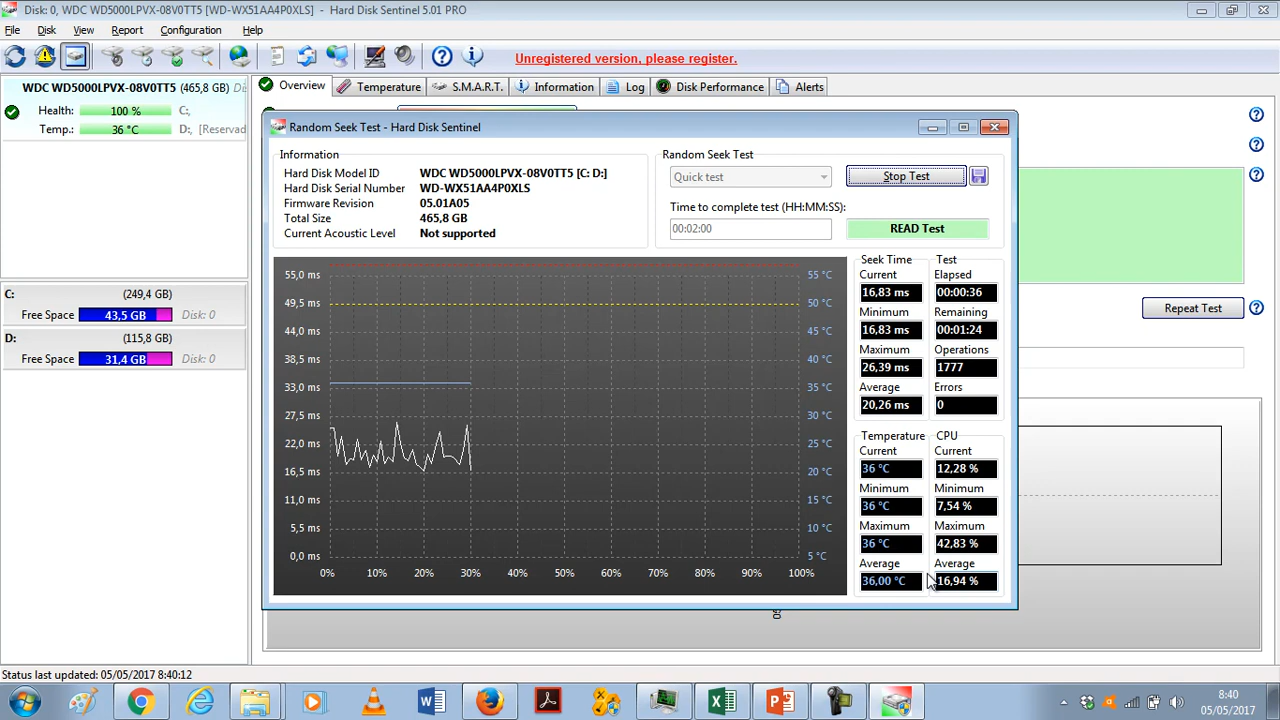 Disk: 0, WDC WD5000LPVX-08V0TT5 [WD-WX51AA4P0XLS] - Hard Disk Sentinel 5.01 PRO
File Disk View Report Configuration Help
Unregistered version, please register.
WDC WD5000LPVX-08V0TT5 (465,8 GB) Di
Health: 100 % C:,
Temp.: 36 °C D:, [Reservad
C: (249,4 GB)
Free Space 43,5 GB Disk: 0
D: (115,8 GB)
Free Space 31,4 GB Disk: 0
Overview Temperature S.M.A.R.T. Information Log Disk Performance Alerts
Repeat Test
Random Seek Test - Hard Disk Sentinel
Information
Hard Disk Model ID WDC WD5000LPVX-08V0TT5 [C: D:]
Hard Disk Serial Number WD-WX51AA4P0XLS
Firmware Revision 05.01A05
Total Size 465,8 GB
Current Acoustic Level Not supported
Random Seek Test
Quick test Stop Test
Time to complete test (HH:MM:SS):
00:02:00 READ Test
55,0 ms 55 °C
49,5 ms 50 °C
44,0 ms 45 °C
38,5 ms 40 °C
33,0 ms 35 °C
27,5 ms 30 °C
22,0 ms 25 °C
16,5 ms 20 °C
11,0 ms 15 °C
5,5 ms 10 °C
0,0 ms 5 °C
0% 10% 20% 30% 40% 50% 60% 70% 80% 90% 100%
Seek Time Test
Current Elapsed
16,83 ms 00:00:36
Minimum Remaining
16,83 ms 00:01:24
Maximum Operations
26,39 ms 1777
Average Errors
20,26 ms 0
Temperature CPU
Current Current
36 °C 12,28 %
Minimum Minimum
36 °C 7,54 %
Maximum Maximum
36 °C 42,83 %
Average Average
36,00 °C 16,94 %
Status last updated: 05/05/2017 8:40:12
8:40
05/05/2017